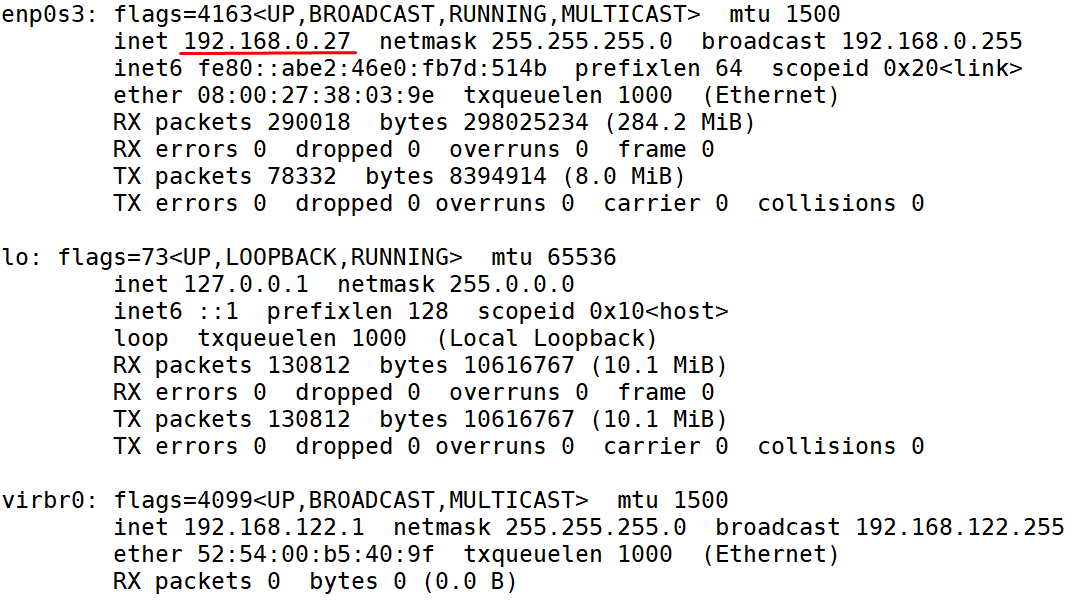 enp0s3: flags=4163<UP,BROADCAST,RUNNING,MULTICAST>  mtu 1500
        inet 192.168.0.27  netmask 255.255.255.0  broadcast 192.168.0.255
        inet6 fe80::abe2:46e0:fb7d:514b  prefixlen 64  scopeid 0x20<link>
        ether 08:00:27:38:03:9e  txqueuelen 1000  (Ethernet)
        RX packets 290018  bytes 298025234 (284.2 MiB)
        RX errors 0  dropped 0  overruns 0  frame 0
        TX packets 78332  bytes 8394914 (8.0 MiB)
        TX errors 0  dropped 0 overruns 0  carrier 0  collisions 0

lo: flags=73<UP,LOOPBACK,RUNNING>  mtu 65536
        inet 127.0.0.1  netmask 255.0.0.0
        inet6 ::1  prefixlen 128  scopeid 0x10<host>
        loop  txqueuelen 1000  (Local Loopback)
        RX packets 130812  bytes 10616767 (10.1 MiB)
        RX errors 0  dropped 0  overruns 0  frame 0
        TX packets 130812  bytes 10616767 (10.1 MiB)
        TX errors 0  dropped 0 overruns 0  carrier 0  collisions 0

virbr0: flags=4099<UP,BROADCAST,MULTICAST>  mtu 1500
        inet 192.168.122.1  netmask 255.255.255.0  broadcast 192.168.122.255
        ether 52:54:00:b5:40:9f  txqueuelen 1000  (Ethernet)
        RX packets 0  bytes 0 (0.0 B)